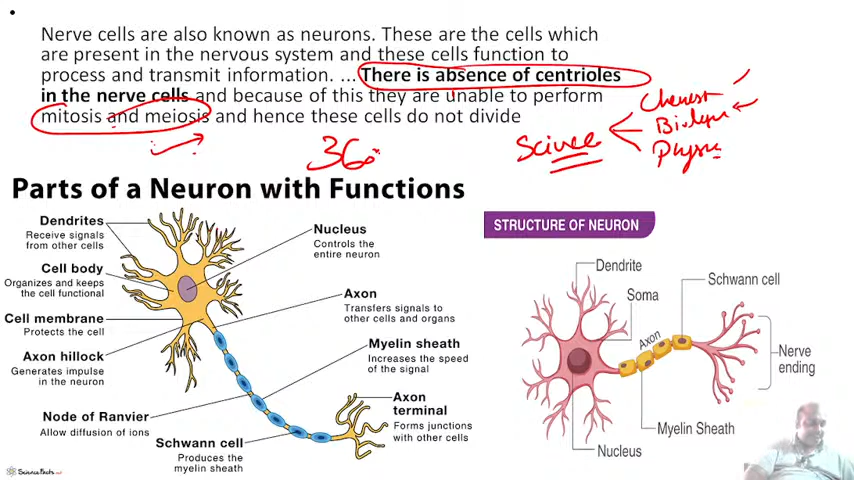 Nerve cells are also known as neurons. These are the cells which
are present in the nervous system and these cells function to
process and transmit information. ... There is absence of centrioles
in the nerve cells and because of this they are unable to perform
mitosis and meiosis and hence these cells do not divide
Science
Physics
360°
Parts of a Neuron with Functions
Dendrites
Receive signals
from other cells
Cell body
Organizes and keeps
the cell functional
Cell membrane
Protects the cell
Axon hillock
Generates impulse
in the neuron
Node of Ranvier
Allow diffusion of ions
Schwann cell
Produces the
myelin sheath
Nucleus
Controls the
entire neuron
Axon
Transfers signals to
other cells and organs
Myelin sheath
Increases the speed
of the signal
Axon
terminal
Forms junctions
with other cells
ScienceFacts.net
STRUCTURE OF NEURON
Dendrite
Soma
Axon
Schwann cell
Nerve
ending
Myelin Sheath
Nucleus